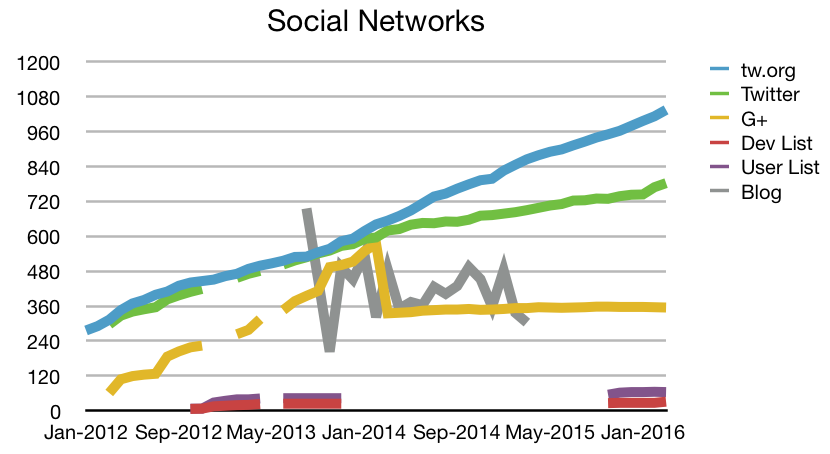 Social Networks
1200
1080
960
840
720
600
480
360
240
120
0
Jan-2012 Sep-2012 May-2013 Jan-2014 Sep-2014 May-2015 Jan-2016
tw.org
Twitter
G+
Dev List
User List
Blog